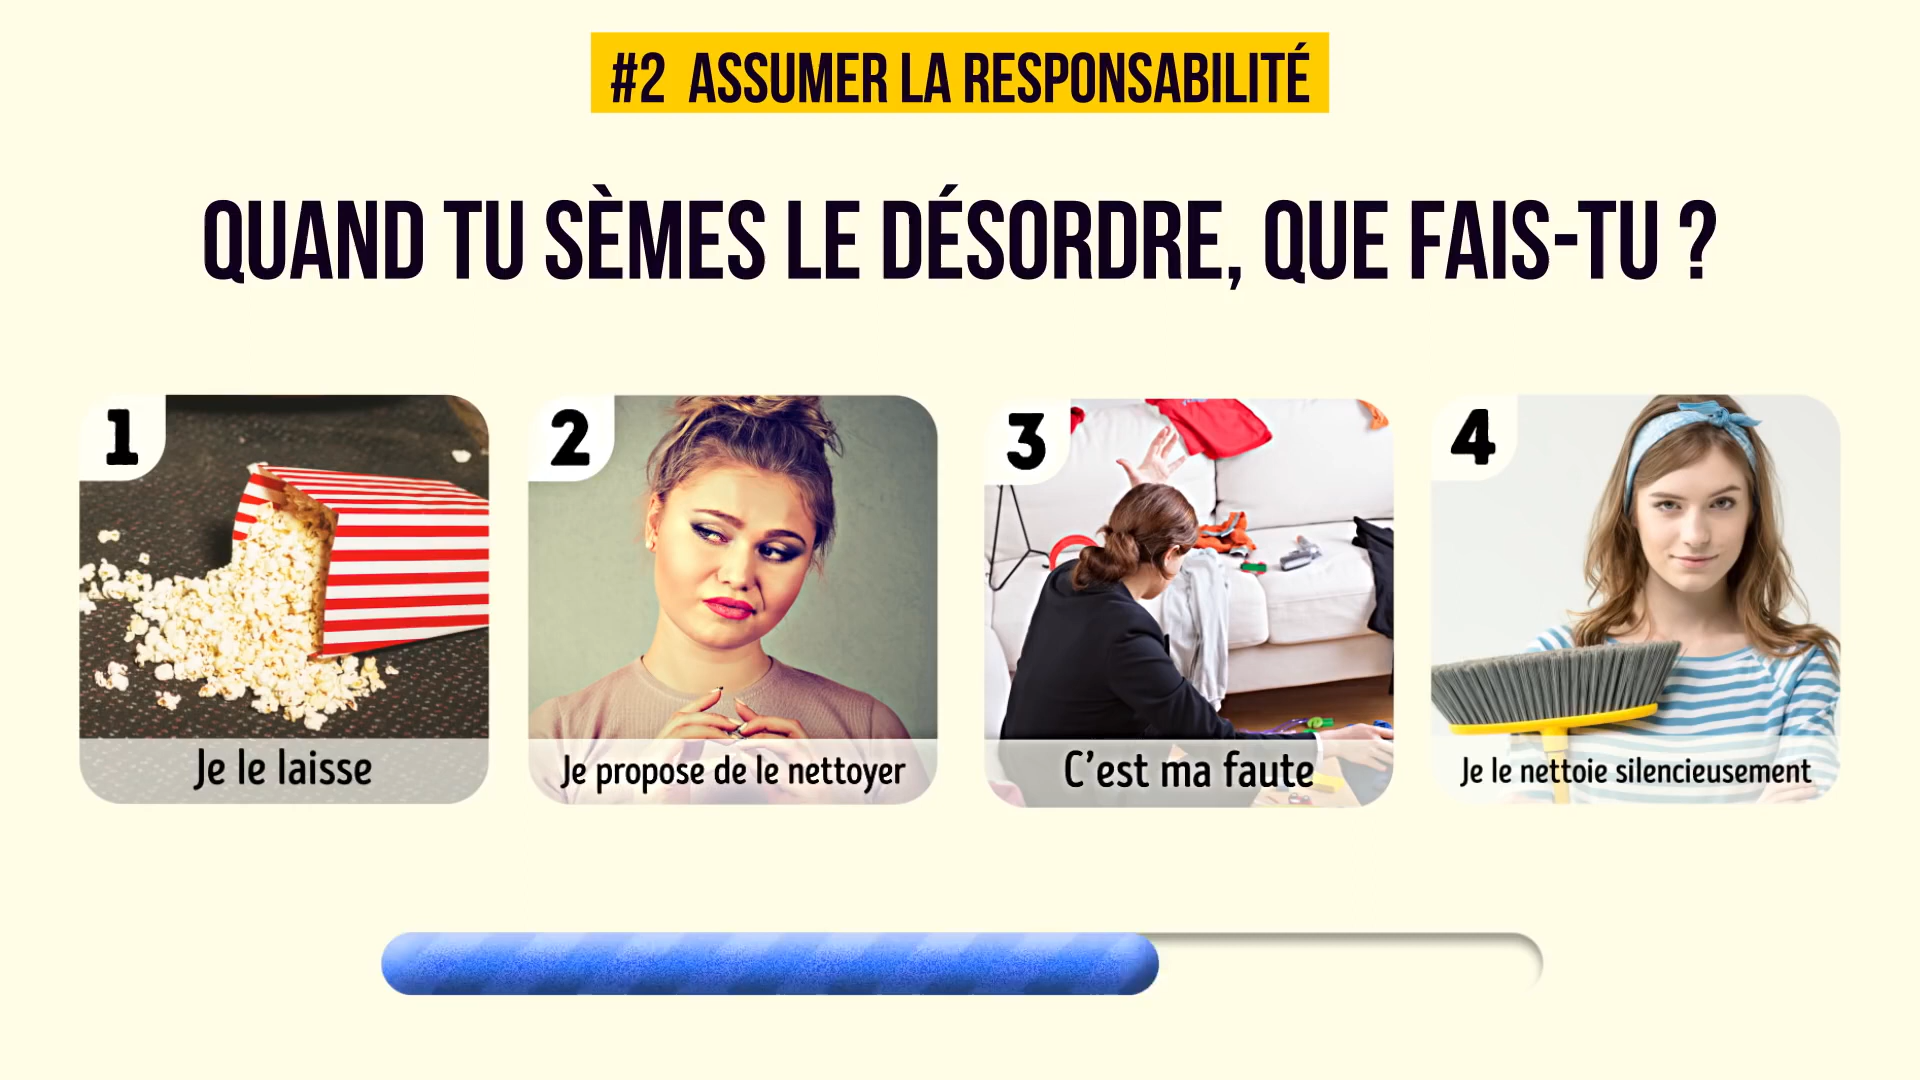 #2 ASSUMER LA RESPONSABILITÉ
QUAND TU SÈMES LE DÉSORDRE, QUE FAIS-TU ?
1
Je le laisse
2
Je propose de le nettoyer
3
C’est ma faute
4
Je le nettoie silencieusement